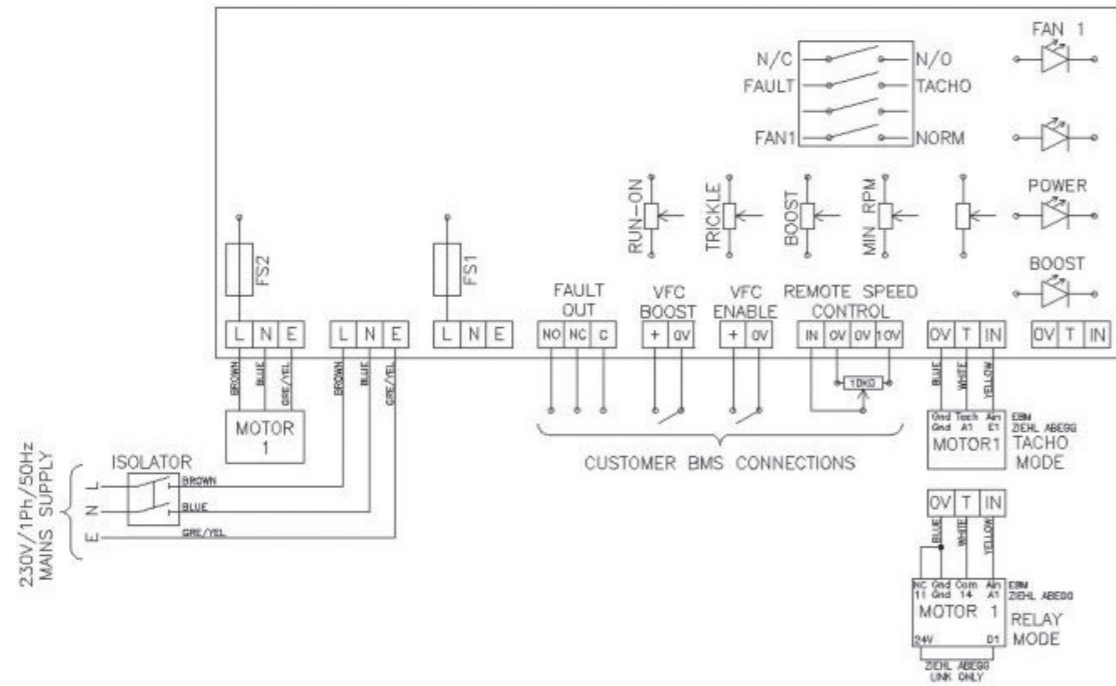 FAN 1
N/C N/O
FAULT TACHO
FAN1 NORM
RUN-ON
TRICKLE
BOOST
MIN RPM
POWER
BOOST
FS2
FS1
FAULT OUT
VFC BOOST
VFC ENABLE
REMOTE SPEED CONTROL
L N E
L N E
L N E
NO NC C
+ 0V
+ 0V
IN 0V 0V 10V
0V T IN
0V T IN
BROWN
BLUE
GRE/YEL
BROWN
BLUE
GRE/YEL
10KΩ
BLUE
WHITE
YELLOW
MOTOR
1
Gnd Tach Ain EBM
Gnd A1 E1 ZIEHL ABEGG
MOTOR1 TACHO
MODE
CUSTOMER BMS CONNECTIONS
ISOLATOR
230V/1Ph/50Hz
MAINS SUPPLY
L BROWN
N BLUE
E GRE/YEL
0V T IN
BLUE
WHITE
YELLOW
NC Gnd Com Ain EBM
11 Gnd 14 A1 ZIEHL ABEGG
MOTOR 1 RELAY
MODE
24V D1
ZIEHL ABEGG
LINK ONLY